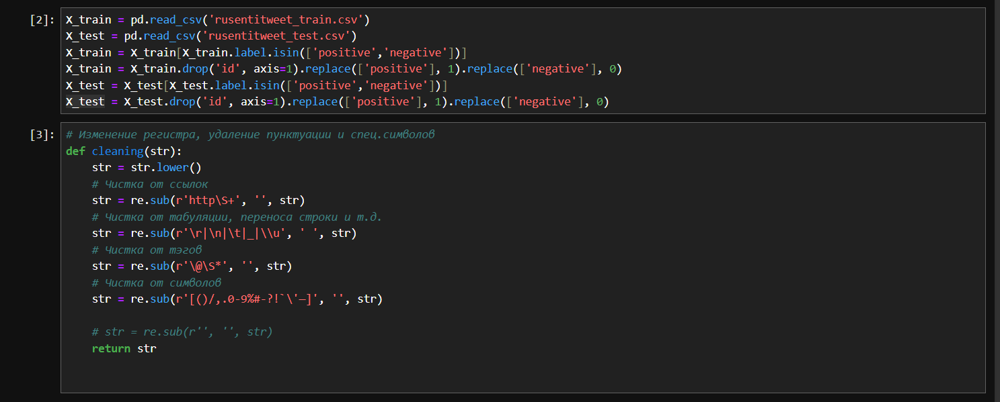 [2]: X_train = pd.read_csv('rusentitweet_train.csv')
X_test = pd.read_csv('rusentitweet_test.csv')
X_train = X_train[X_train.label.isin(['positive','negative'])]
X_train = X_train.drop('id', axis=1).replace(['positive'], 1).replace(['negative'], 0)
X_test = X_test[X_test.label.isin(['positive','negative'])]
X_test = X_test.drop('id', axis=1).replace(['positive'], 1).replace(['negative'], 0)
[3]: # Изменение регистра, удаление пунктуации и спец.символов
def cleaning(str):
    str = str.lower()
    # Чистка от ссылок
    str = re.sub(r'http\S+', '', str)
    # Чистка от табуляции, переноса строки и т.д.
    str = re.sub(r'\r|\n|\t|_|\\u', ' ', str)
    # Чистка от тэгов
    str = re.sub(r'\@\S*', '', str)
    # Чистка от символов
    str = re.sub(r'[()/,.0-9%#-?!`\'—]', '', str)
    # str = re.sub(r'', '', str)
    return str